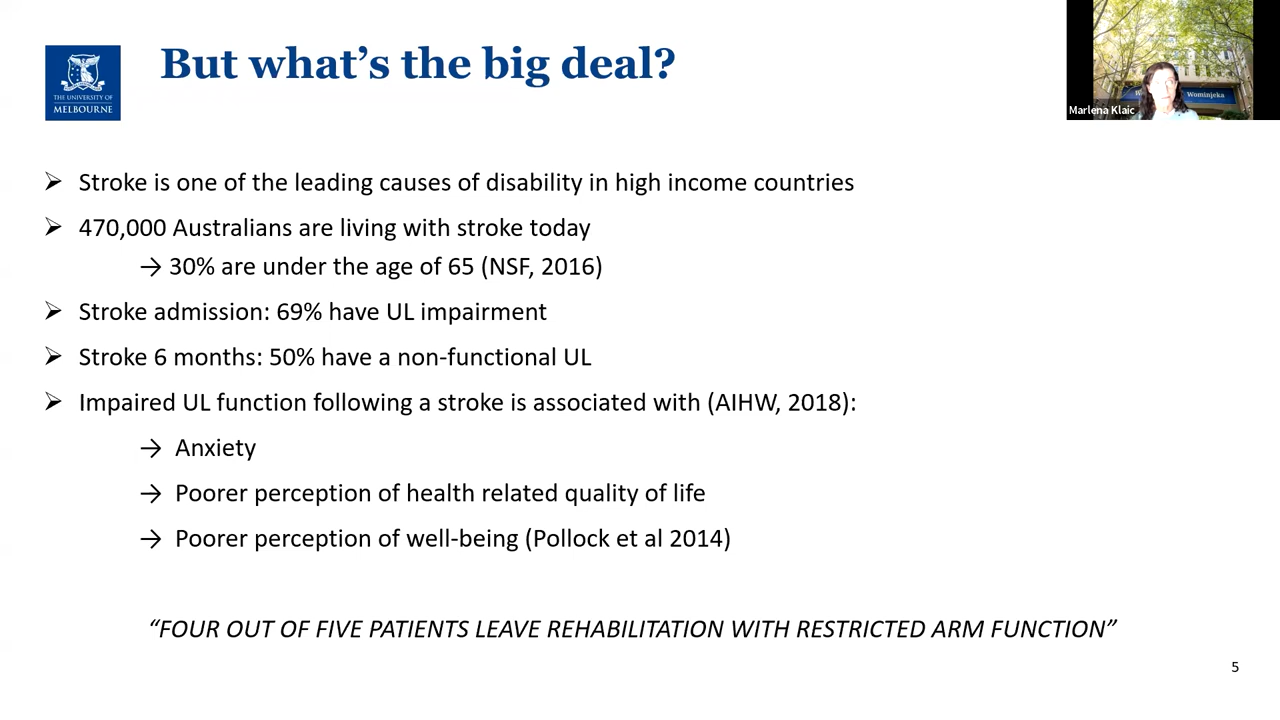 But what’s the big deal?
THE UNIVERSITY OF
MELBOURNE
Wominjeka
Marlena Klaic
➢ Stroke is one of the leading causes of disability in high income countries
➢ 470,000 Australians are living with stroke today
→ 30% are under the age of 65 (NSF, 2016)
➢ Stroke admission: 69% have UL impairment
➢ Stroke 6 months: 50% have a non-functional UL
➢ Impaired UL function following a stroke is associated with (AIHW, 2018):
→ Anxiety
→ Poorer perception of health related quality of life
→ Poorer perception of well-being (Pollock et al 2014)
“FOUR OUT OF FIVE PATIENTS LEAVE REHABILITATION WITH RESTRICTED ARM FUNCTION”
5